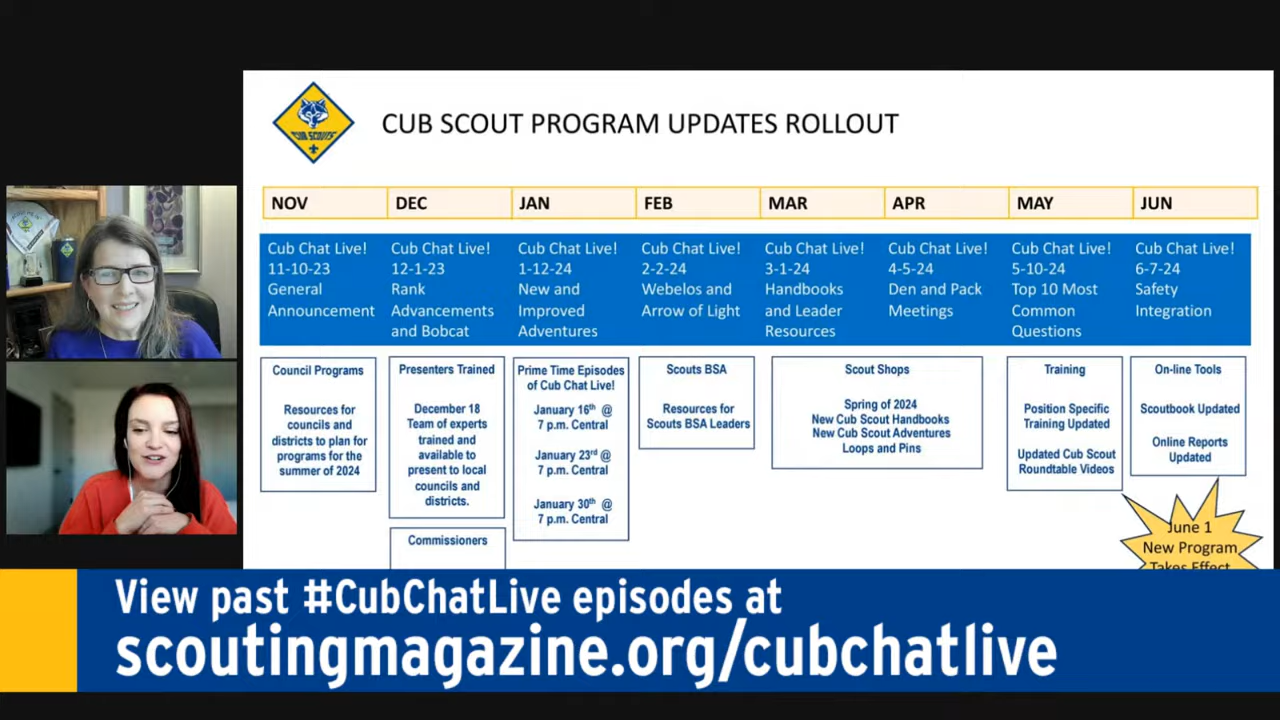 CUB SCOUTS
CUB SCOUT PROGRAM UPDATES ROLLOUT
NOV
DEC
JAN
FEB
MAR
APR
MAY
JUN
Cub Chat Live!
11-10-23
General
Announcement
Cub Chat Live!
12-1-23
Rank
Advancements
and Bobcat
Cub Chat Live!
1-12-24
New and
Improved
Adventures
Cub Chat Live!
2-2-24
Webelos and
Arrow of Light
Cub Chat Live!
3-1-24
Handbooks
and Leader
Resources
Cub Chat Live!
4-5-24
Den and Pack
Meetings
Cub Chat Live!
5-10-24
Top 10 Most
Common
Questions
Cub Chat Live!
6-7-24
Safety
Integration
Council Programs
Resources for
councils and
districts to plan for
programs for the
summer of 2024
Presenters Trained
December 18
Team of experts
trained and
available to
present to local
councils and
districts.
Commissioners
Prime Time Episodes
of Cub Chat Live!
January 16th @
7 p.m. Central
January 23rd @
7 p.m. Central
January 30th @
7 p.m. Central
Scouts BSA
Resources for
Scouts BSA Leaders
Scout Shops
Spring of 2024
New Cub Scout Handbooks
New Cub Scout Adventures
Loops and Pins
Training
Position Specific
Training Updated
Updated Cub Scout
Roundtable Videos
On-line Tools
Scoutbook Updated
Online Reports
Updated
June 1
New Program
Takes Effect
View past #CubChatLive episodes at
scoutingmagazine.org/cubchatlive